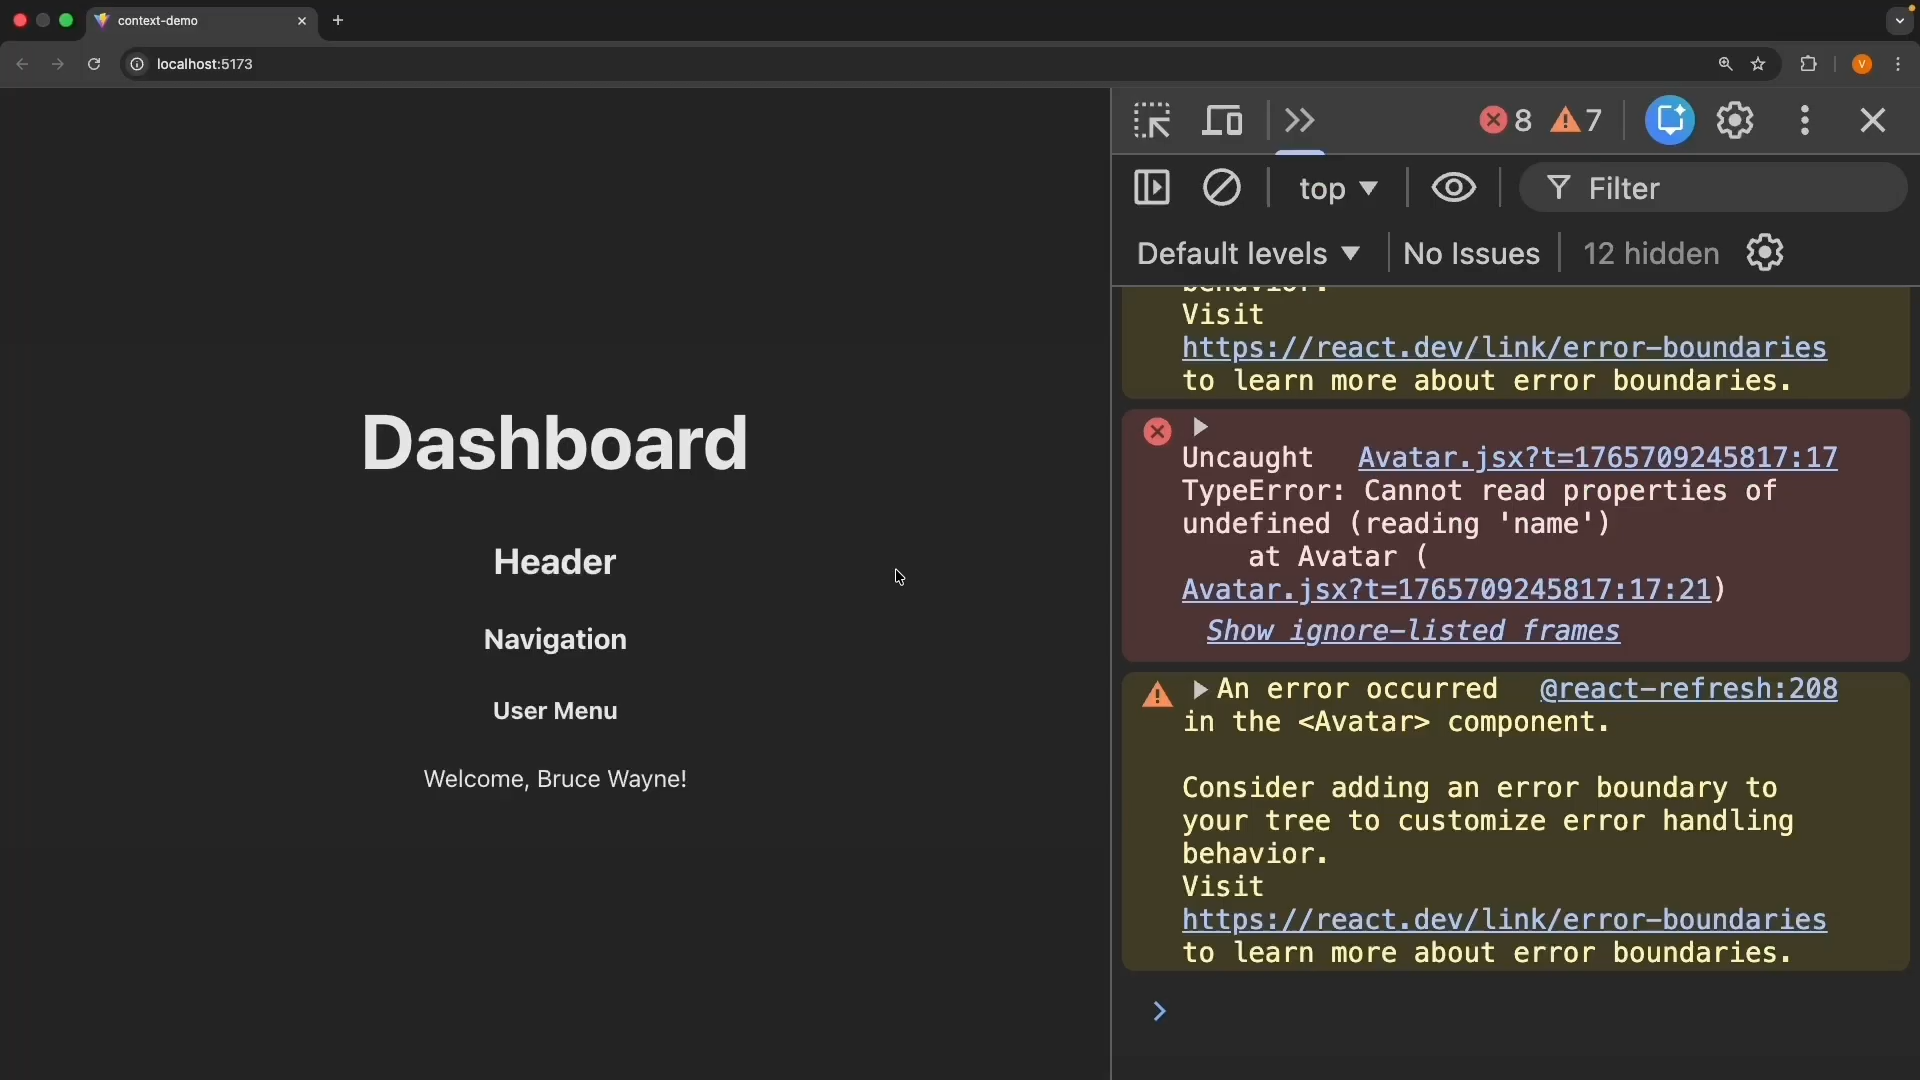 context-demo
localhost:5173
V
8
7
top
Filter
Default levels
No Issues
12 hidden
Dashboard
Header
Navigation
User Menu
Welcome, Bruce Wayne!
behavior.
Visit
https://react.dev/link/error-boundaries
to learn more about error boundaries.
Uncaught Avatar.jsx?t=1765709245817:17
TypeError: Cannot read properties of
undefined (reading 'name')
at Avatar (
Avatar.jsx?t=1765709245817:17:21)
Show ignore-listed frames
An error occurred @react-refresh:208
in the <Avatar> component.
Consider adding an error boundary to
your tree to customize error handling
behavior.
Visit
https://react.dev/link/error-boundaries
to learn more about error boundaries.